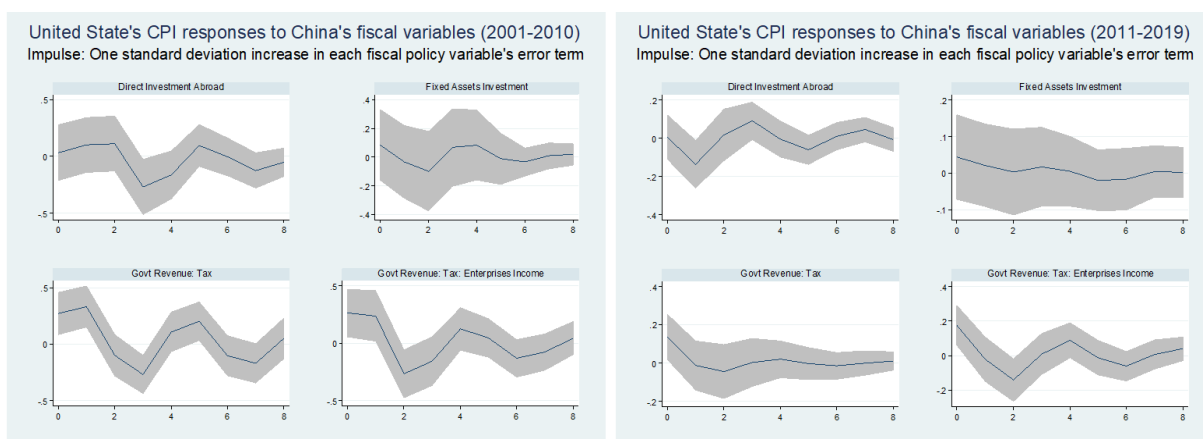 United State's CPI responses to China's fiscal variables (2001-2010)
Impulse: One standard deviation increase in each fiscal policy variable's error term
Direct Investment Abroad
Fixed Assets Investment
.5
0
-.5
0 2 4 6 8
.4
.2
0
-.2
-.4
0 2 4 6 8
Govt Revenue: Tax
Govt Revenue: Tax: Enterprises Income
.5
0
-.5
0 2 4 6 8
.5
0
-.5
0 2 4 6 8
United State's CPI responses to China's fiscal variables (2011-2019)
Impulse: One standard deviation increase in each fiscal policy variable's error term
Direct Investment Abroad
Fixed Assets Investment
.2
0
-.2
-.4
0 2 4 6 8
.2
.1
0
-.1
0 2 4 6 8
Govt Revenue: Tax
Govt Revenue: Tax: Enterprises Income
.4
.2
0
-.2
0 2 4 6 8
.4
.2
0
-.2
0 2 4 6 8